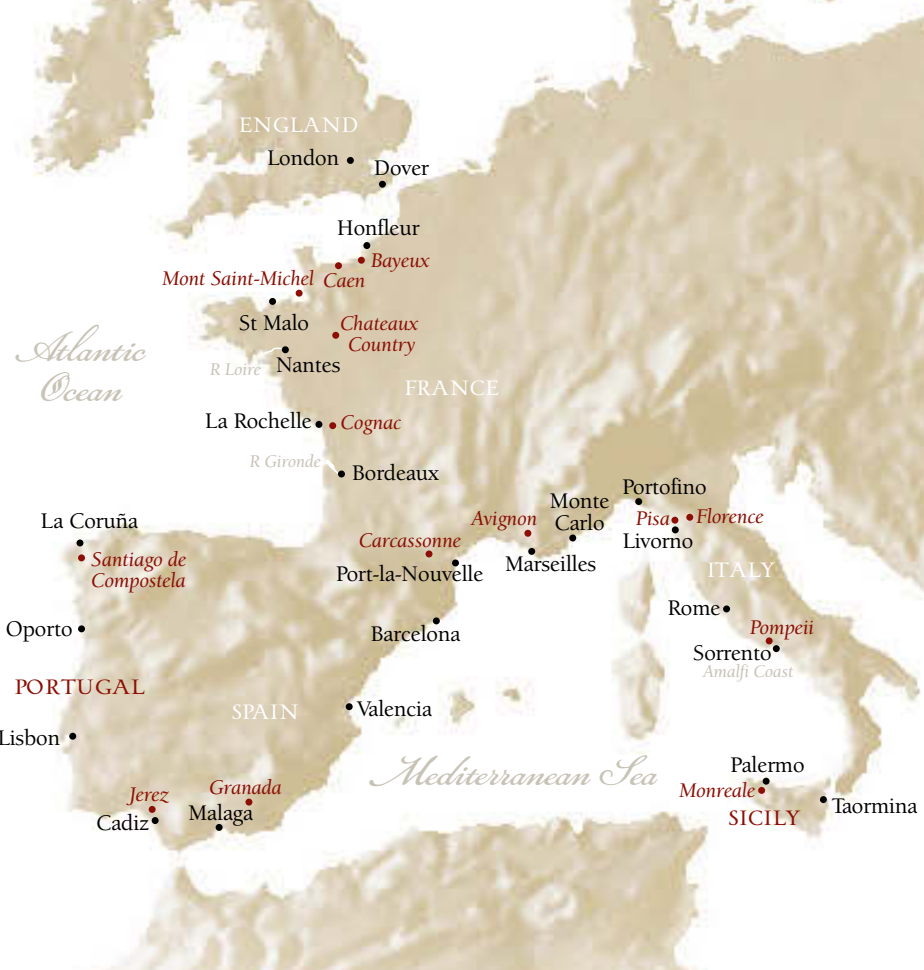 ENGLAND
London
Dover
Honfleur
Bayeux
Mont Saint-Michel
Caen
St Malo
Chateaux
Country
Atlantic
Ocean
R Loire
Nantes
FRANCE
La Rochelle
Cognac
R Gironde
Bordeaux
Portofino
Monte
Carlo
Avignon
Pisa
Florence
La Coruña
Carcassonne
Livorno
Santiago de
Compostela
Port-la-Nouvelle
Marseilles
ITALY
Rome
Oporto
Barcelona
Pompeii
Sorrento
Amalfi Coast
PORTUGAL
SPAIN
Valencia
Lisbon
Mediterranean Sea
Palermo
Monreale
Granada
Jerez
Taormina
Malaga
SICILY
Cadiz